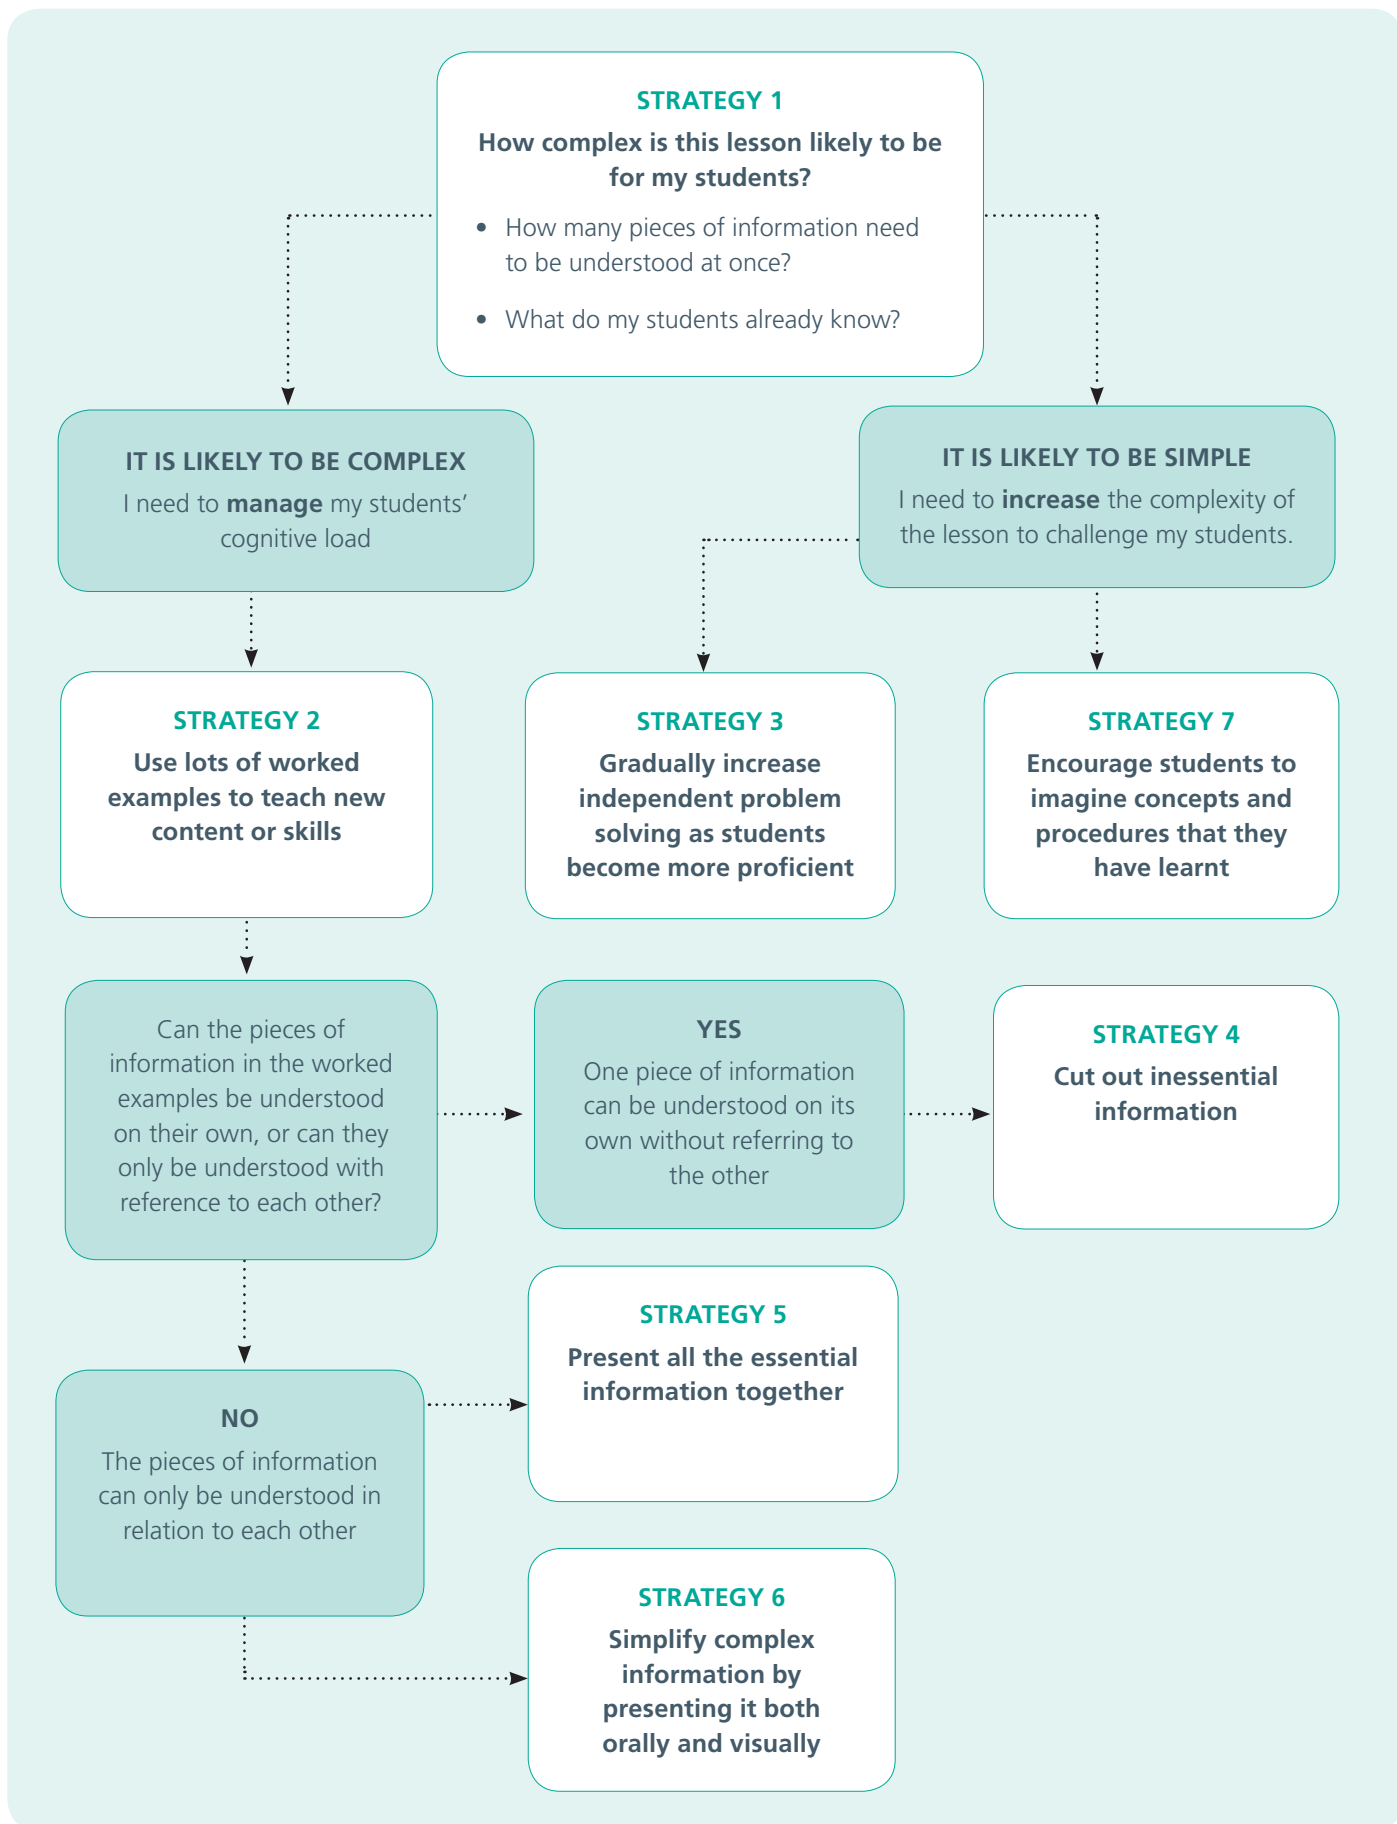 STRATEGY 1
How complex is this lesson likely to be
for my students?
• How many pieces of information need
to be understood at once?
• What do my students already know?
IT IS LIKELY TO BE COMPLEX
I need to manage my students’
cognitive load
IT IS LIKELY TO BE SIMPLE
I need to increase the complexity of
the lesson to challenge my students.
STRATEGY 2
Use lots of worked
examples to teach new
content or skills
STRATEGY 3
Gradually increase
independent problem
solving as students
become more proficient
STRATEGY 7
Encourage students to
imagine concepts and
procedures that they
have learnt
Can the pieces of
information in the worked
examples be understood
on their own, or can they
only be understood with
reference to each other?
YES
One piece of information
can be understood on its
own without referring to
the other
STRATEGY 4
Cut out inessential
information
STRATEGY 5
Present all the essential
information together
NO
The pieces of information
can only be understood in
relation to each other
STRATEGY 6
Simplify complex
information by
presenting it both
orally and visually